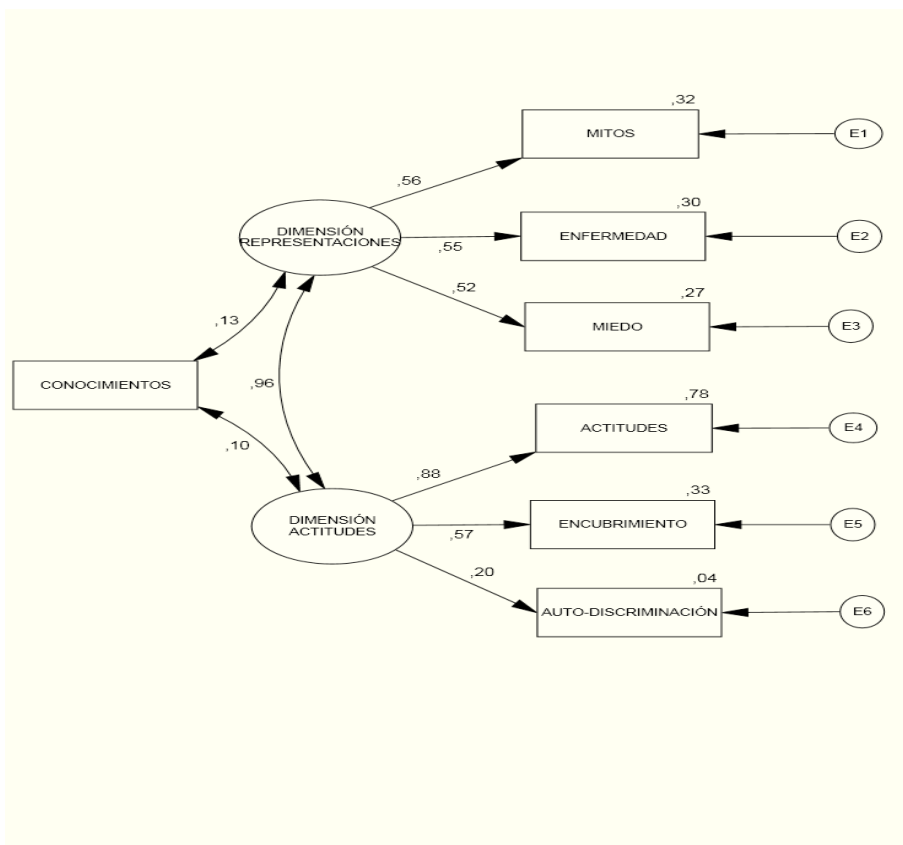 ,32
MITOS
E1
,56
DIMENSIÓN
REPRESENTACIONES
,30
ENFERMEDAD
E2
,55
,52
,27
MIEDO
E3
,13
CONOCIMIENTOS
,96
,10
,78
ACTITUDES
E4
,88
DIMENSIÓN
ACTITUDES
,33
ENCUBRIMIENTO
E5
,57
,20
,04
AUTO-DISCRIMINACIÓN
E6